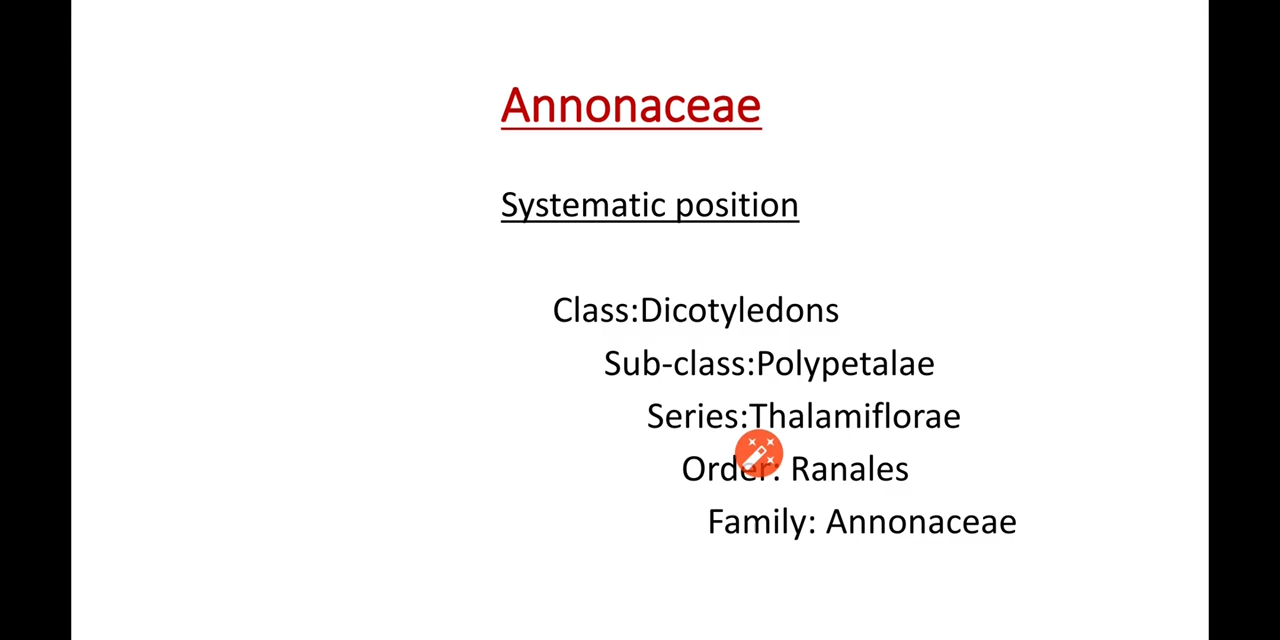 Annonaceae
Systematic position
Class:Dicotyledons
Sub-class:Polypetalae
Series:Thalamiflorae
Order: Ranales
Family: Annonaceae